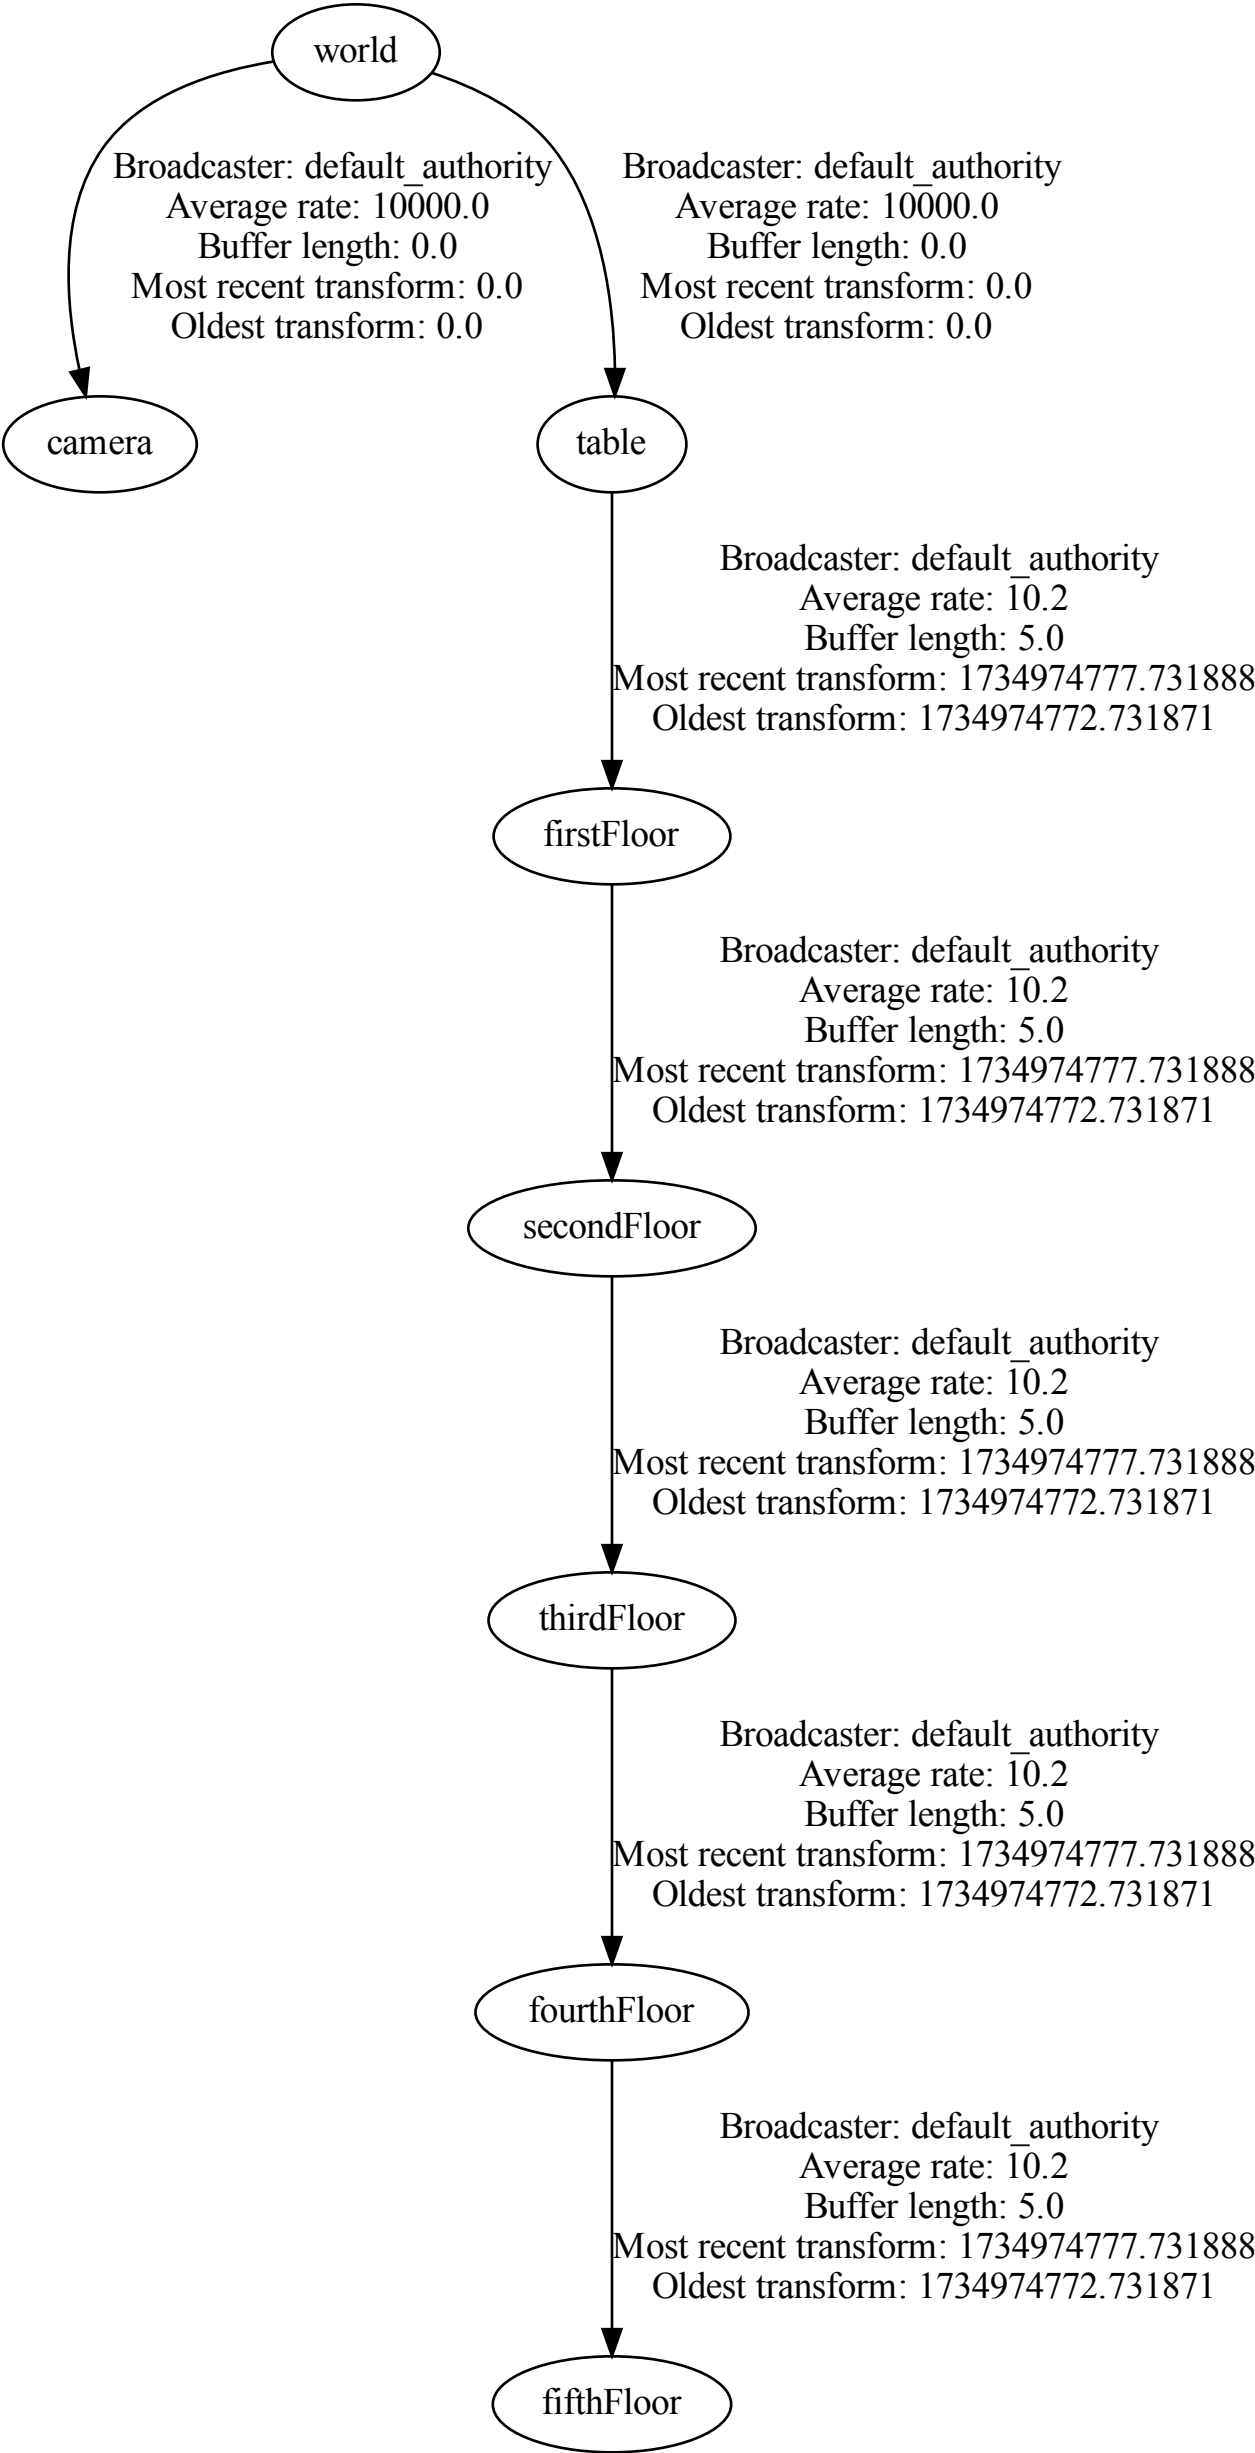 world
Broadcaster: default_authority
Average rate: 10000.0
Buffer length: 0.0
Most recent transform: 0.0
Oldest transform: 0.0
Broadcaster: default_authority
Average rate: 10000.0
Buffer length: 0.0
Most recent transform: 0.0
Oldest transform: 0.0
camera
table
Broadcaster: default_authority
Average rate: 10.2
Buffer length: 5.0
Most recent transform: 1734974777.731888
Oldest transform: 1734974772.731871
firstFloor
Broadcaster: default_authority
Average rate: 10.2
Buffer length: 5.0
Most recent transform: 1734974777.731888
Oldest transform: 1734974772.731871
secondFloor
Broadcaster: default_authority
Average rate: 10.2
Buffer length: 5.0
Most recent transform: 1734974777.731888
Oldest transform: 1734974772.731871
thirdFloor
Broadcaster: default_authority
Average rate: 10.2
Buffer length: 5.0
Most recent transform: 1734974777.731888
Oldest transform: 1734974772.731871
fourthFloor
Broadcaster: default_authority
Average rate: 10.2
Buffer length: 5.0
Most recent transform: 1734974777.731888
Oldest transform: 1734974772.731871
fifthFloor